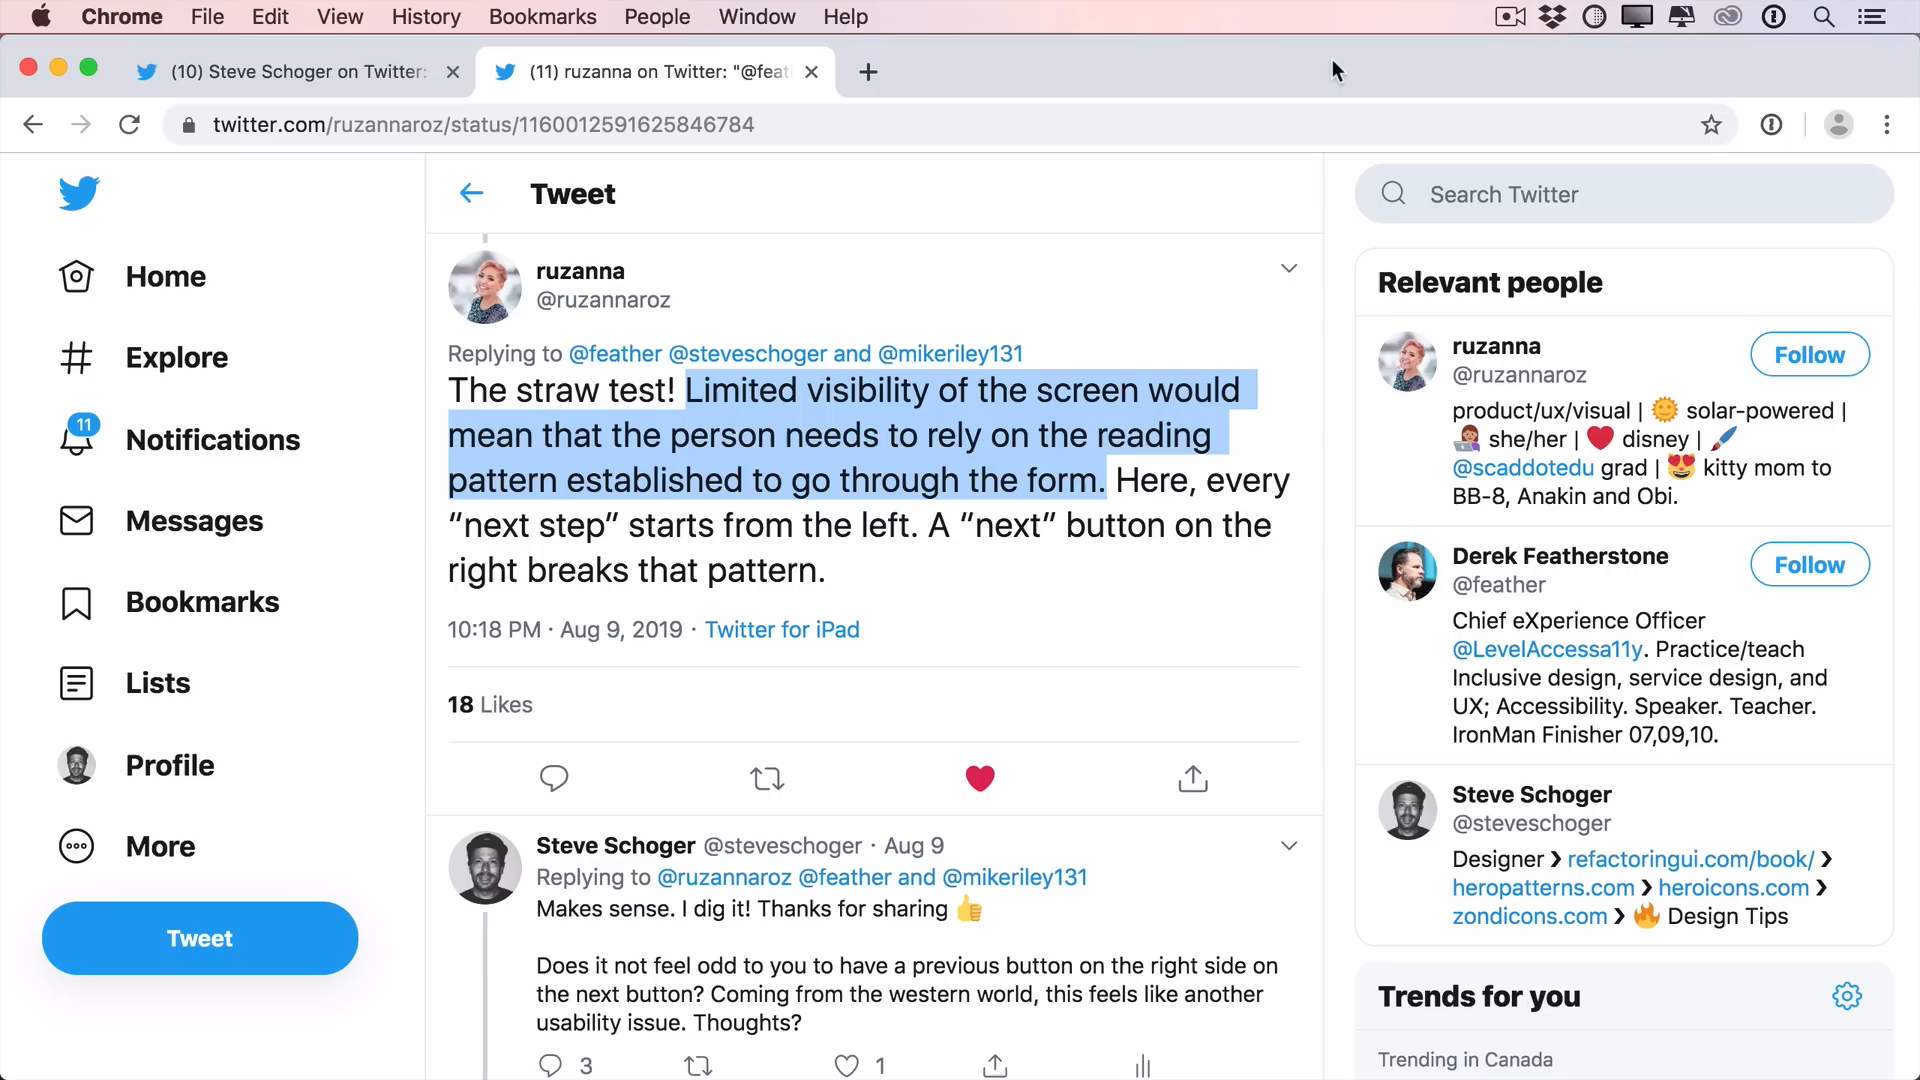 Chrome File Edit View History Bookmarks People Window Help
(10) Steve Schoger on Twitter:
(11) ruzanna on Twitter: "@feat
twitter.com/ruzannaroz/status/1160012591625846784
Home
Explore
11
Notifications
Messages
Bookmarks
Lists
Profile
More
Tweet
Tweet
ruzanna
@ruzannaroz
Replying to @feather @steveschoger and @mikeriley131
The straw test! Limited visibility of the screen would
mean that the person needs to rely on the reading
pattern established to go through the form. Here, every
“next step” starts from the left. A “next” button on the
right breaks that pattern.
10:18 PM · Aug 9, 2019 · Twitter for iPad
18 Likes
Steve Schoger @steveschoger · Aug 9
Replying to @ruzannaroz @feather and @mikeriley131
Makes sense. I dig it! Thanks for sharing 👍
Does it not feel odd to you to have a previous button on the right side on
the next button? Coming from the western world, this feels like another
usability issue. Thoughts?
3
1
Search Twitter
Relevant people
ruzanna
@ruzannaroz
Follow
product/ux/visual | 🌞 solar-powered |
👩🏽‍💻 she/her | ❤️ disney | 🖌️
@scaddotedu grad | 😻 kitty mom to
BB-8, Anakin and Obi.
Derek Featherstone
@feather
Follow
Chief eXperience Officer
@LevelAccessa11y. Practice/teach
Inclusive design, service design, and
UX; Accessibility. Speaker. Teacher.
IronMan Finisher 07,09,10.
Steve Schoger
@steveschoger
Designer ❯ refactoringui.com/book/ ❯
heropatterns.com ❯ heroicons.com ❯
zondicons.com ❯ 🔥 Design Tips
Trends for you
Trending in Canada